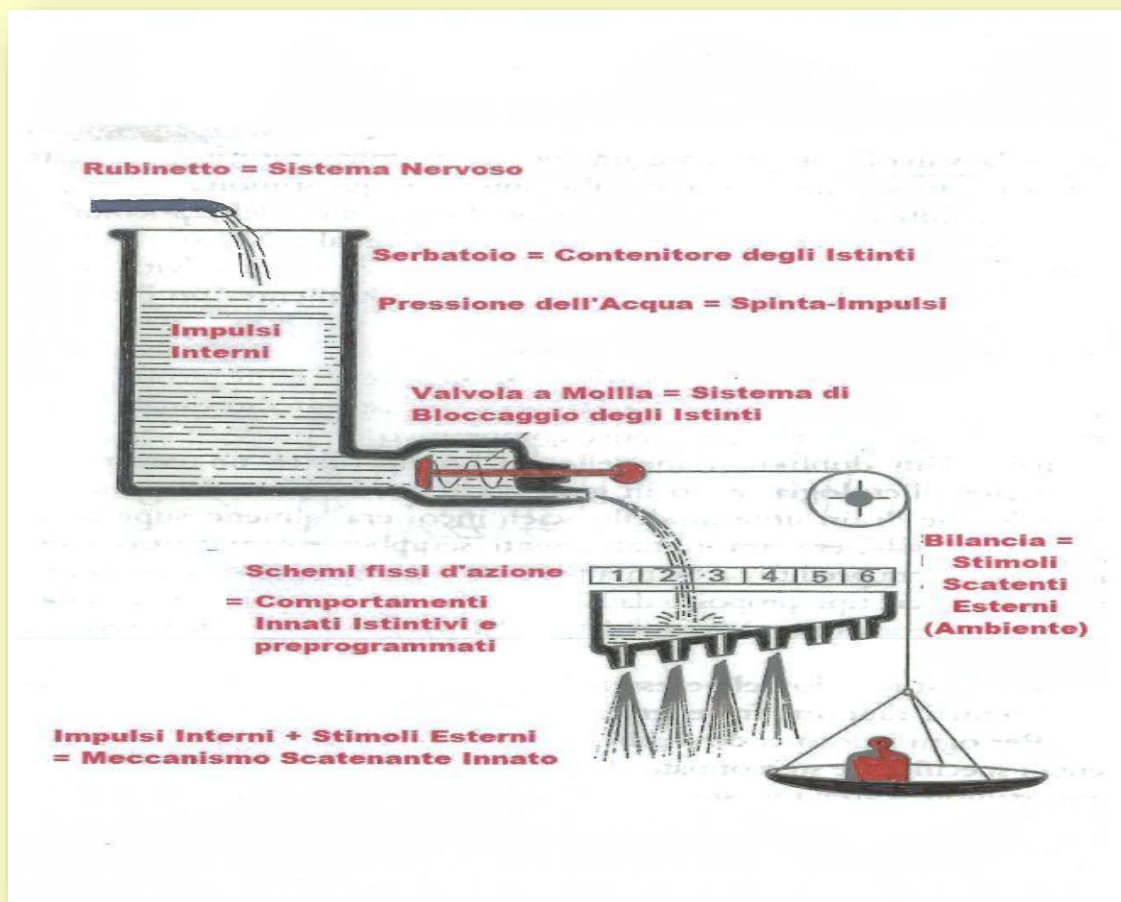 Rubinetto = Sistema Nervoso
Serbatoio = Contenitore degli Istinti
Pressione dell'Acqua = Spinta-Impulsi
Impulsi
Interni
Valvola a Mollla = Sistema di
Bloccaggio degli Istinti
Schemi fissi d'azione
= Comportamenti
Innati Istintivi e
preprogrammati
1 2 3 4 5 6
Bilancia =
Stimoli
Scatenti
Esterni
(Ambiente)
Impulsi Interni + Stimoli Esterni
= Meccanismo Scatenante Innato